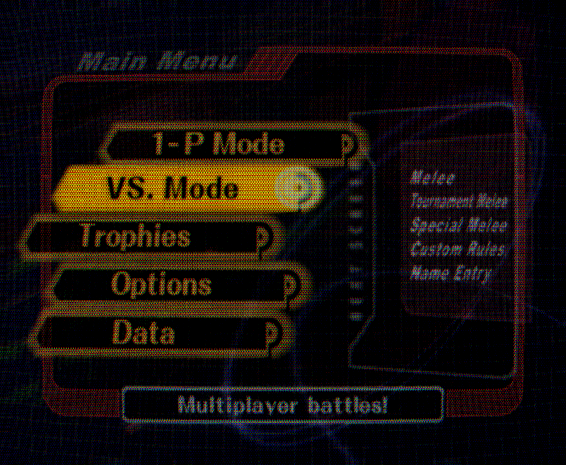 Main Menu
1-P Mode
VS. Mode
Trophies
Options
Data
Melee
Tournament Melee
Special Melee
Custom Rules
Name Entry
Multiplayer battles!